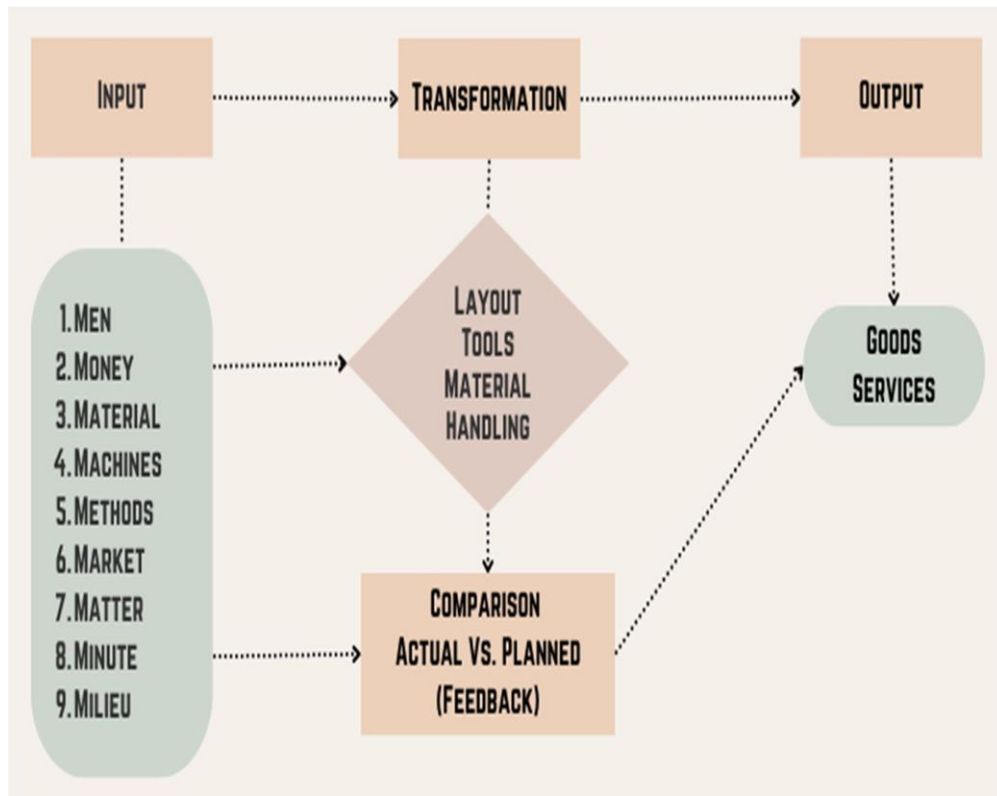 INPUT
TRANSFORMATION
OUTPUT
1. MEN
2. MONEY
3. MATERIAL
4. MACHINES
5. METHODS
6. MARKET
7. MATTER
8. MINUTE
9. MILIEU
LAYOUT
TOOLS
MATERIAL
HANDLING
GOODS
SERVICES
COMPARISON
ACTUAL VS. PLANNED
(FEEDBACK)